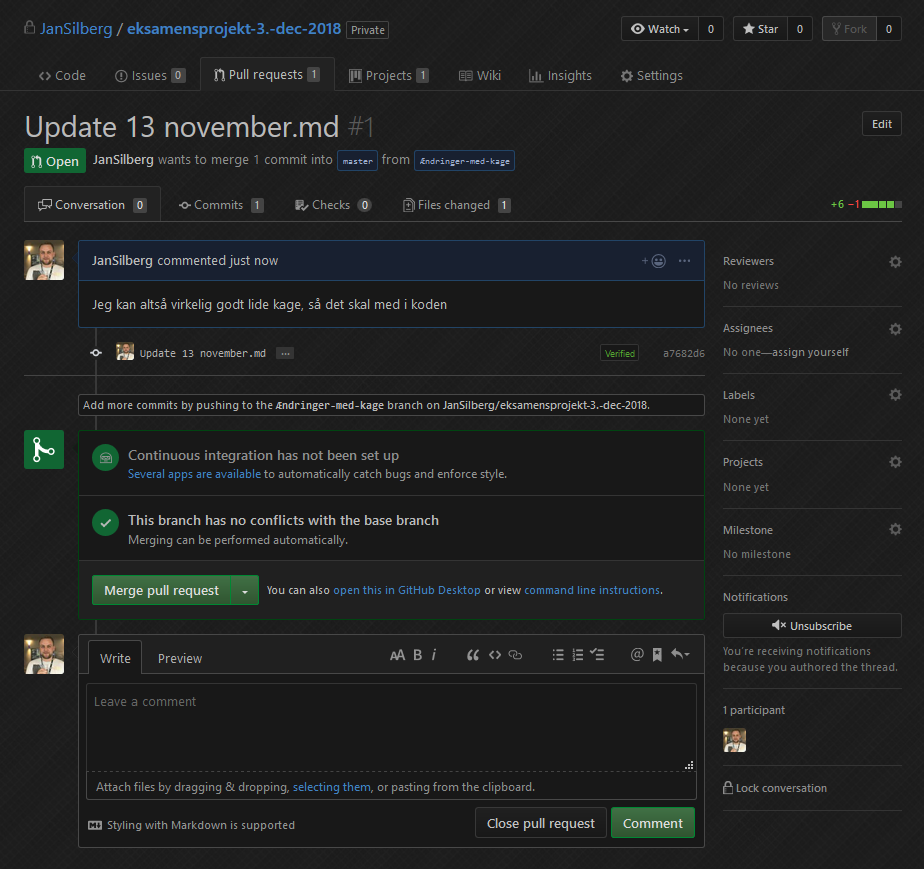 JanSilberg / eksamensprojekt-3.-dec-2018 Private
Watch 0 Star 0 Fork 0
Code Issues 0 Pull requests 1 Projects 1 Wiki Insights Settings
Update 13 november.md #1 Edit
Open JanSilberg wants to merge 1 commit into master from Ændringer-med-kage
Conversation 0 Commits 1 Checks 0 Files changed 1 +6 −1
JanSilberg commented just now
Jeg kan altså virkelig godt lide kage, så det skal med i koden
Update 13 november.md ... Verified a7682d6
Add more commits by pushing to the Ændringer-med-kage branch on JanSilberg/eksamensprojekt-3.-dec-2018.
Continuous integration has not been set up
Several apps are available to automatically catch bugs and enforce style.
This branch has no conflicts with the base branch
Merging can be performed automatically.
Merge pull request You can also open this in GitHub Desktop or view command line instructions.
Write Preview AA B i @
Leave a comment
Attach files by dragging & dropping, selecting them, or pasting from the clipboard.
Styling with Markdown is supported
Close pull request Comment
Reviewers
No reviews
Assignees
No one—assign yourself
Labels
None yet
Projects
None yet
Milestone
No milestone
Notifications
Unsubscribe
You're receiving notifications
because you authored the thread.
1 participant
Lock conversation